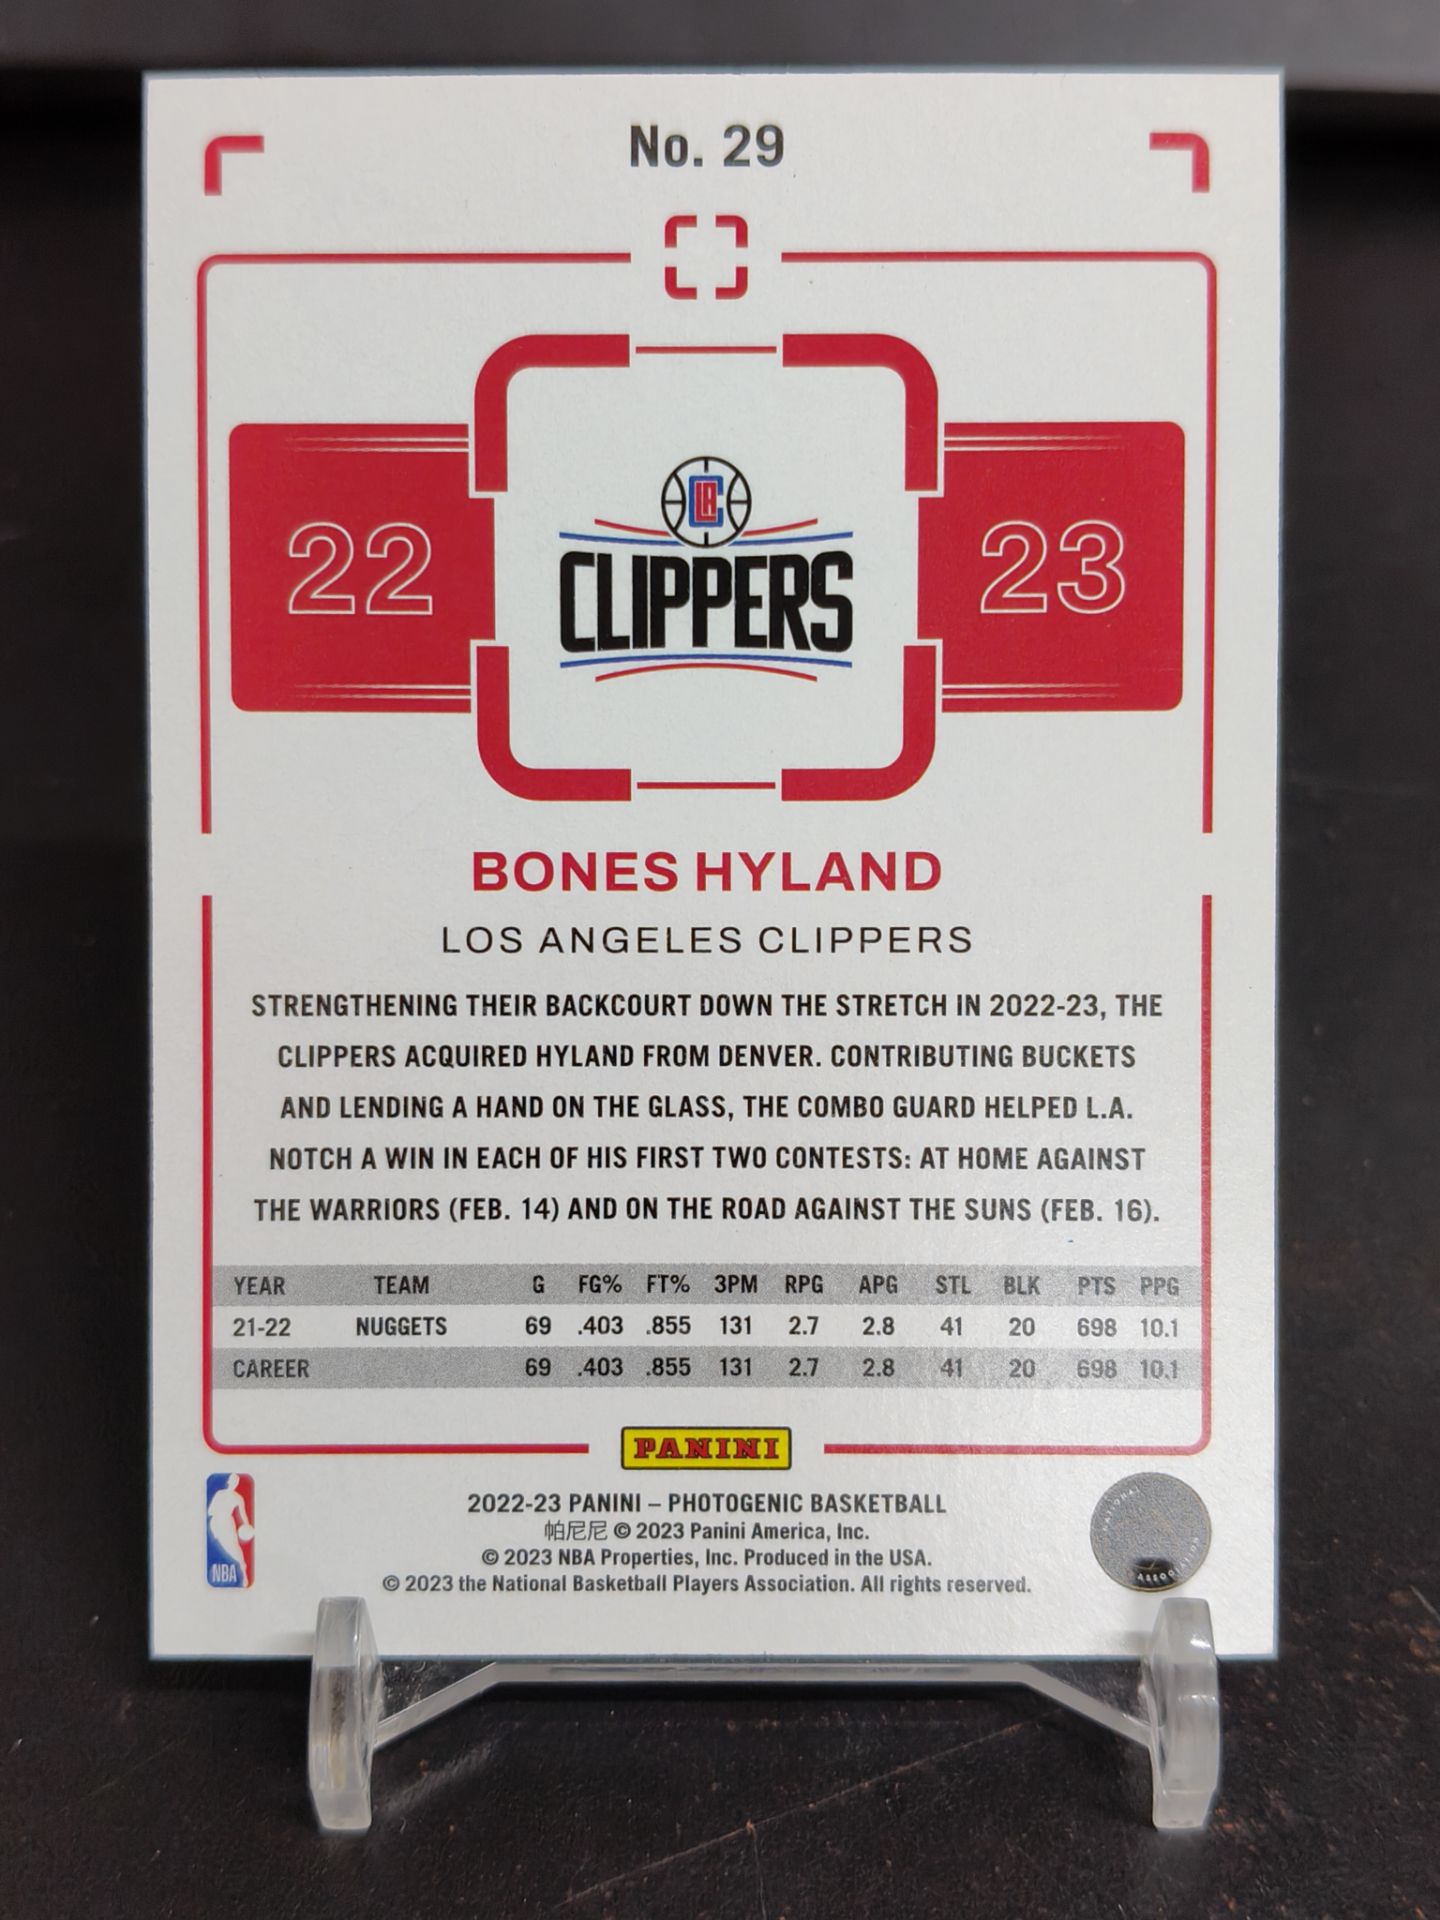 No. 29
22
LA
CLIPPERS
23
BONES HYLAND
LOS ANGELES CLIPPERS
STRENGTHENING THEIR BACKCOURT DOWN THE STRETCH IN 2022-23, THE
CLIPPERS ACQUIRED HYLAND FROM DENVER. CONTRIBUTING BUCKETS
AND LENDING A HAND ON THE GLASS, THE COMBO GUARD HELPED L.A.
NOTCH A WIN IN EACH OF HIS FIRST TWO CONTESTS: AT HOME AGAINST
THE WARRIORS (FEB. 14) AND ON THE ROAD AGAINST THE SUNS (FEB. 16).
YEAR TEAM G FG% FT% 3PM RPG APG STL BLK PTS PPG
21-22 NUGGETS 69 .403 .855 131 2.7 2.8 41 20 698 10.1
CAREER 69 .403 .855 131 2.7 2.8 41 20 698 10.1
PANINI
2022-23 PANINI – PHOTOGENIC BASKETBALL
帕尼尼 © 2023 Panini America, Inc.
© 2023 NBA Properties, Inc. Produced in the USA.
© 2023 the National Basketball Players Association. All rights reserved.
NBA
NATIONAL
ASSOCIATION